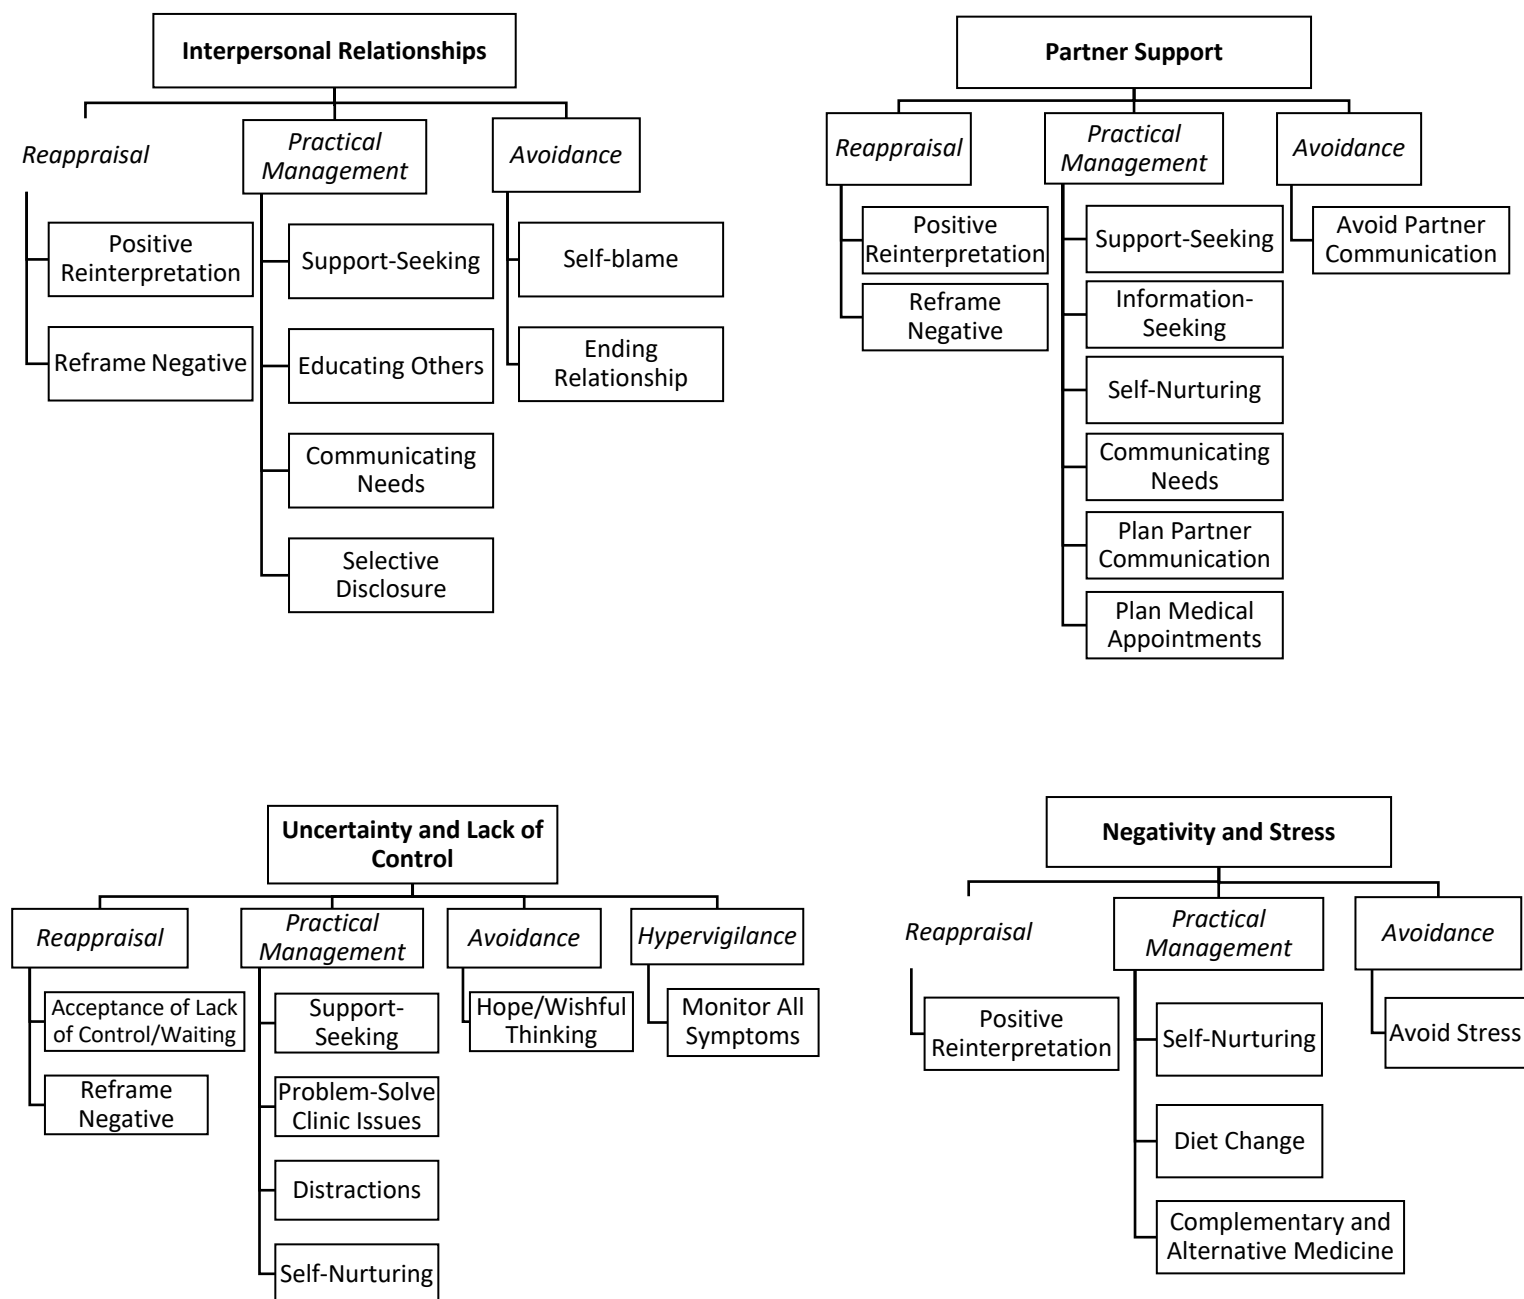 Interpersonal Relationships
Reappraisal
Practical
Management
Avoidance
Positive
Reinterpretation
Reframe Negative
Support-Seeking
Educating Others
Communicating
Needs
Selective
Disclosure
Self-blame
Ending
Relationship
Partner Support
Reappraisal
Practical
Management
Avoidance
Positive
Reinterpretation
Reframe
Negative
Support-Seeking
Information-
Seeking
Self-Nurturing
Communicating
Needs
Plan Partner
Communication
Plan Medical
Appointments
Avoid Partner
Communication
Uncertainty and Lack of
Control
Reappraisal
Practical
Management
Avoidance
Hypervigilance
Acceptance of Lack
of Control/Waiting
Reframe
Negative
Support-
Seeking
Problem-Solve
Clinic Issues
Distractions
Self-Nurturing
Hope/Wishful
Thinking
Monitor All
Symptoms
Negativity and Stress
Reappraisal
Practical
Management
Avoidance
Positive
Reinterpretation
Self-Nurturing
Diet Change
Complementary and
Alternative Medicine
Avoid Stress